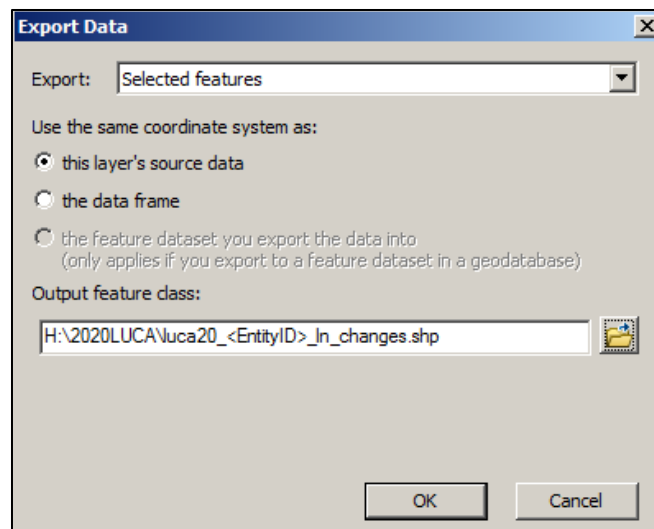 Export Data
Export: Selected features
Use the same coordinate system as:
this layer's source data
the data frame
the feature dataset you export the data into
(only applies if you export to a feature dataset in a geodatabase)
Output feature class:
H:\2020LUCA\luca20_<EntityID>_ln_changes.shp
OK Cancel